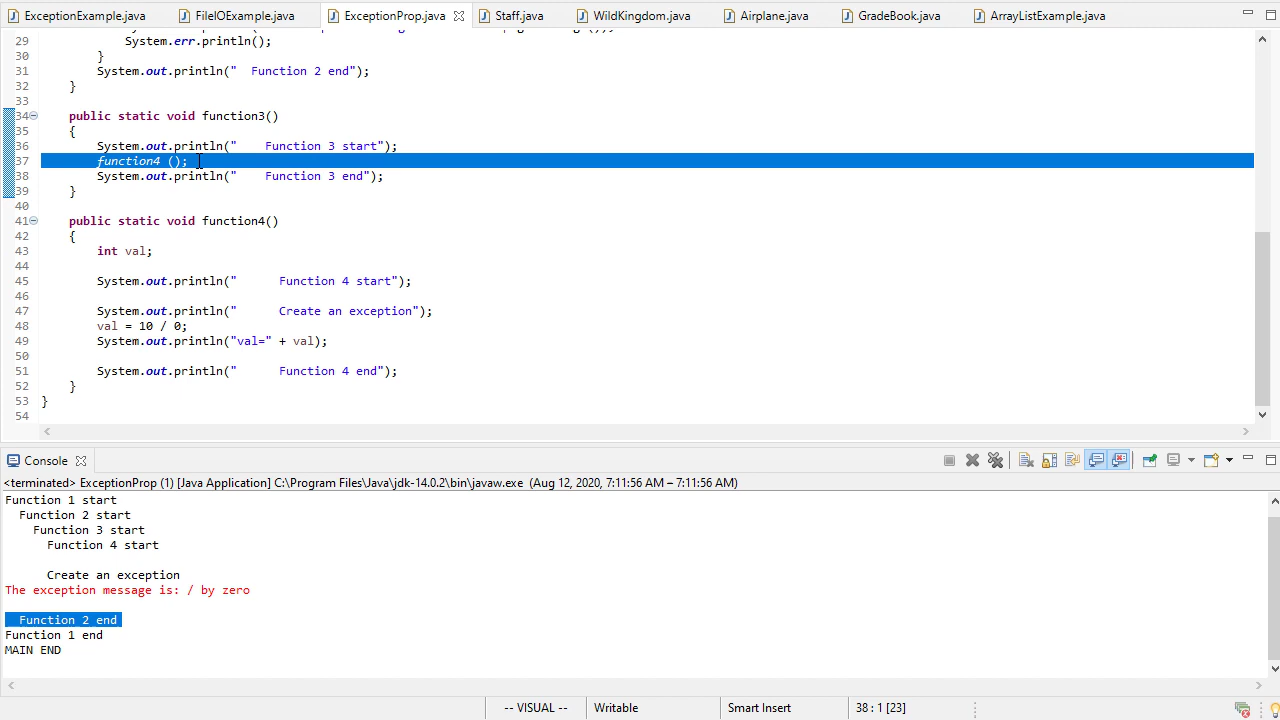 ExceptionExample.java FileIOExample.java ExceptionProp.java Staff.java WildKingdom.java Airplane.java GradeBook.java ArrayListExample.java
29 System.err.println();
30 }
31 System.out.println("  Function 2 end");
32 }
33
34 public static void function3()
35 {
36 System.out.println("    Function 3 start");
37 function4 ();
38 System.out.println("    Function 3 end");
39 }
40
41 public static void function4()
42 {
43 int val;
44
45 System.out.println("      Function 4 start");
46
47 System.out.println("      Create an exception");
48 val = 10 / 0;
49 System.out.println("val=" + val);
50
51 System.out.println("      Function 4 end");
52 }
53 }
54
Console
<terminated> ExceptionProp (1) [Java Application] C:\Program Files\Java\jdk-14.0.2\bin\javaw.exe (Aug 12, 2020, 7:11:56 AM – 7:11:56 AM)
Function 1 start
Function 2 start
Function 3 start
Function 4 start
Create an exception
The exception message is: / by zero
Function 2 end
Function 1 end
MAIN END
-- VISUAL -- Writable Smart Insert 38 : 1 [23]